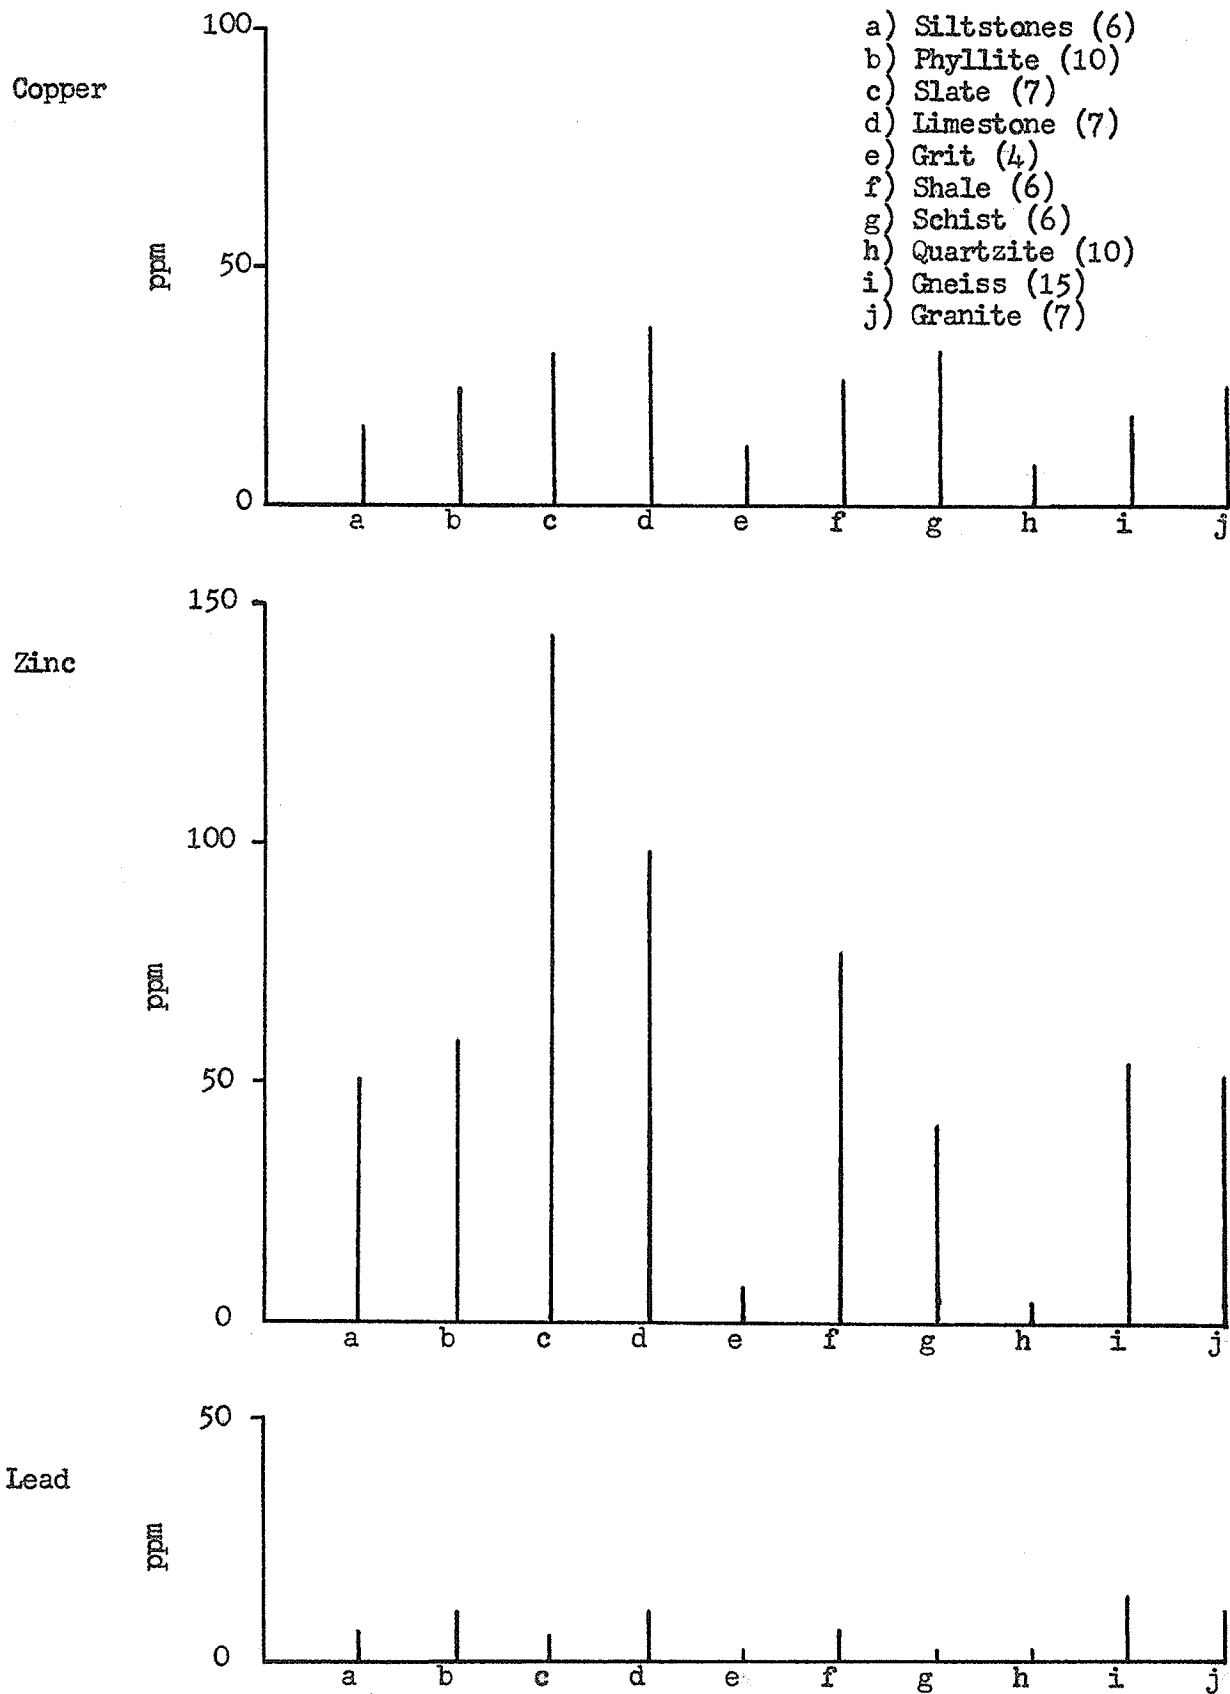 100
Copper
a) Siltstones (6)
b) Phyllite (10)
c) Slate (7)
d) Limestone (7)
e) Grit (4)
f) Shale (6)
g) Schist (6)
h) Quartzite (10)
i) Gneiss (15)
j) Granite (7)
ppm
50
0
a b c d e f g h i j
150
Zinc
100
ppm
50
0
a b c d e f g h i j
50
Lead
ppm
0
a b c d e f g h i j